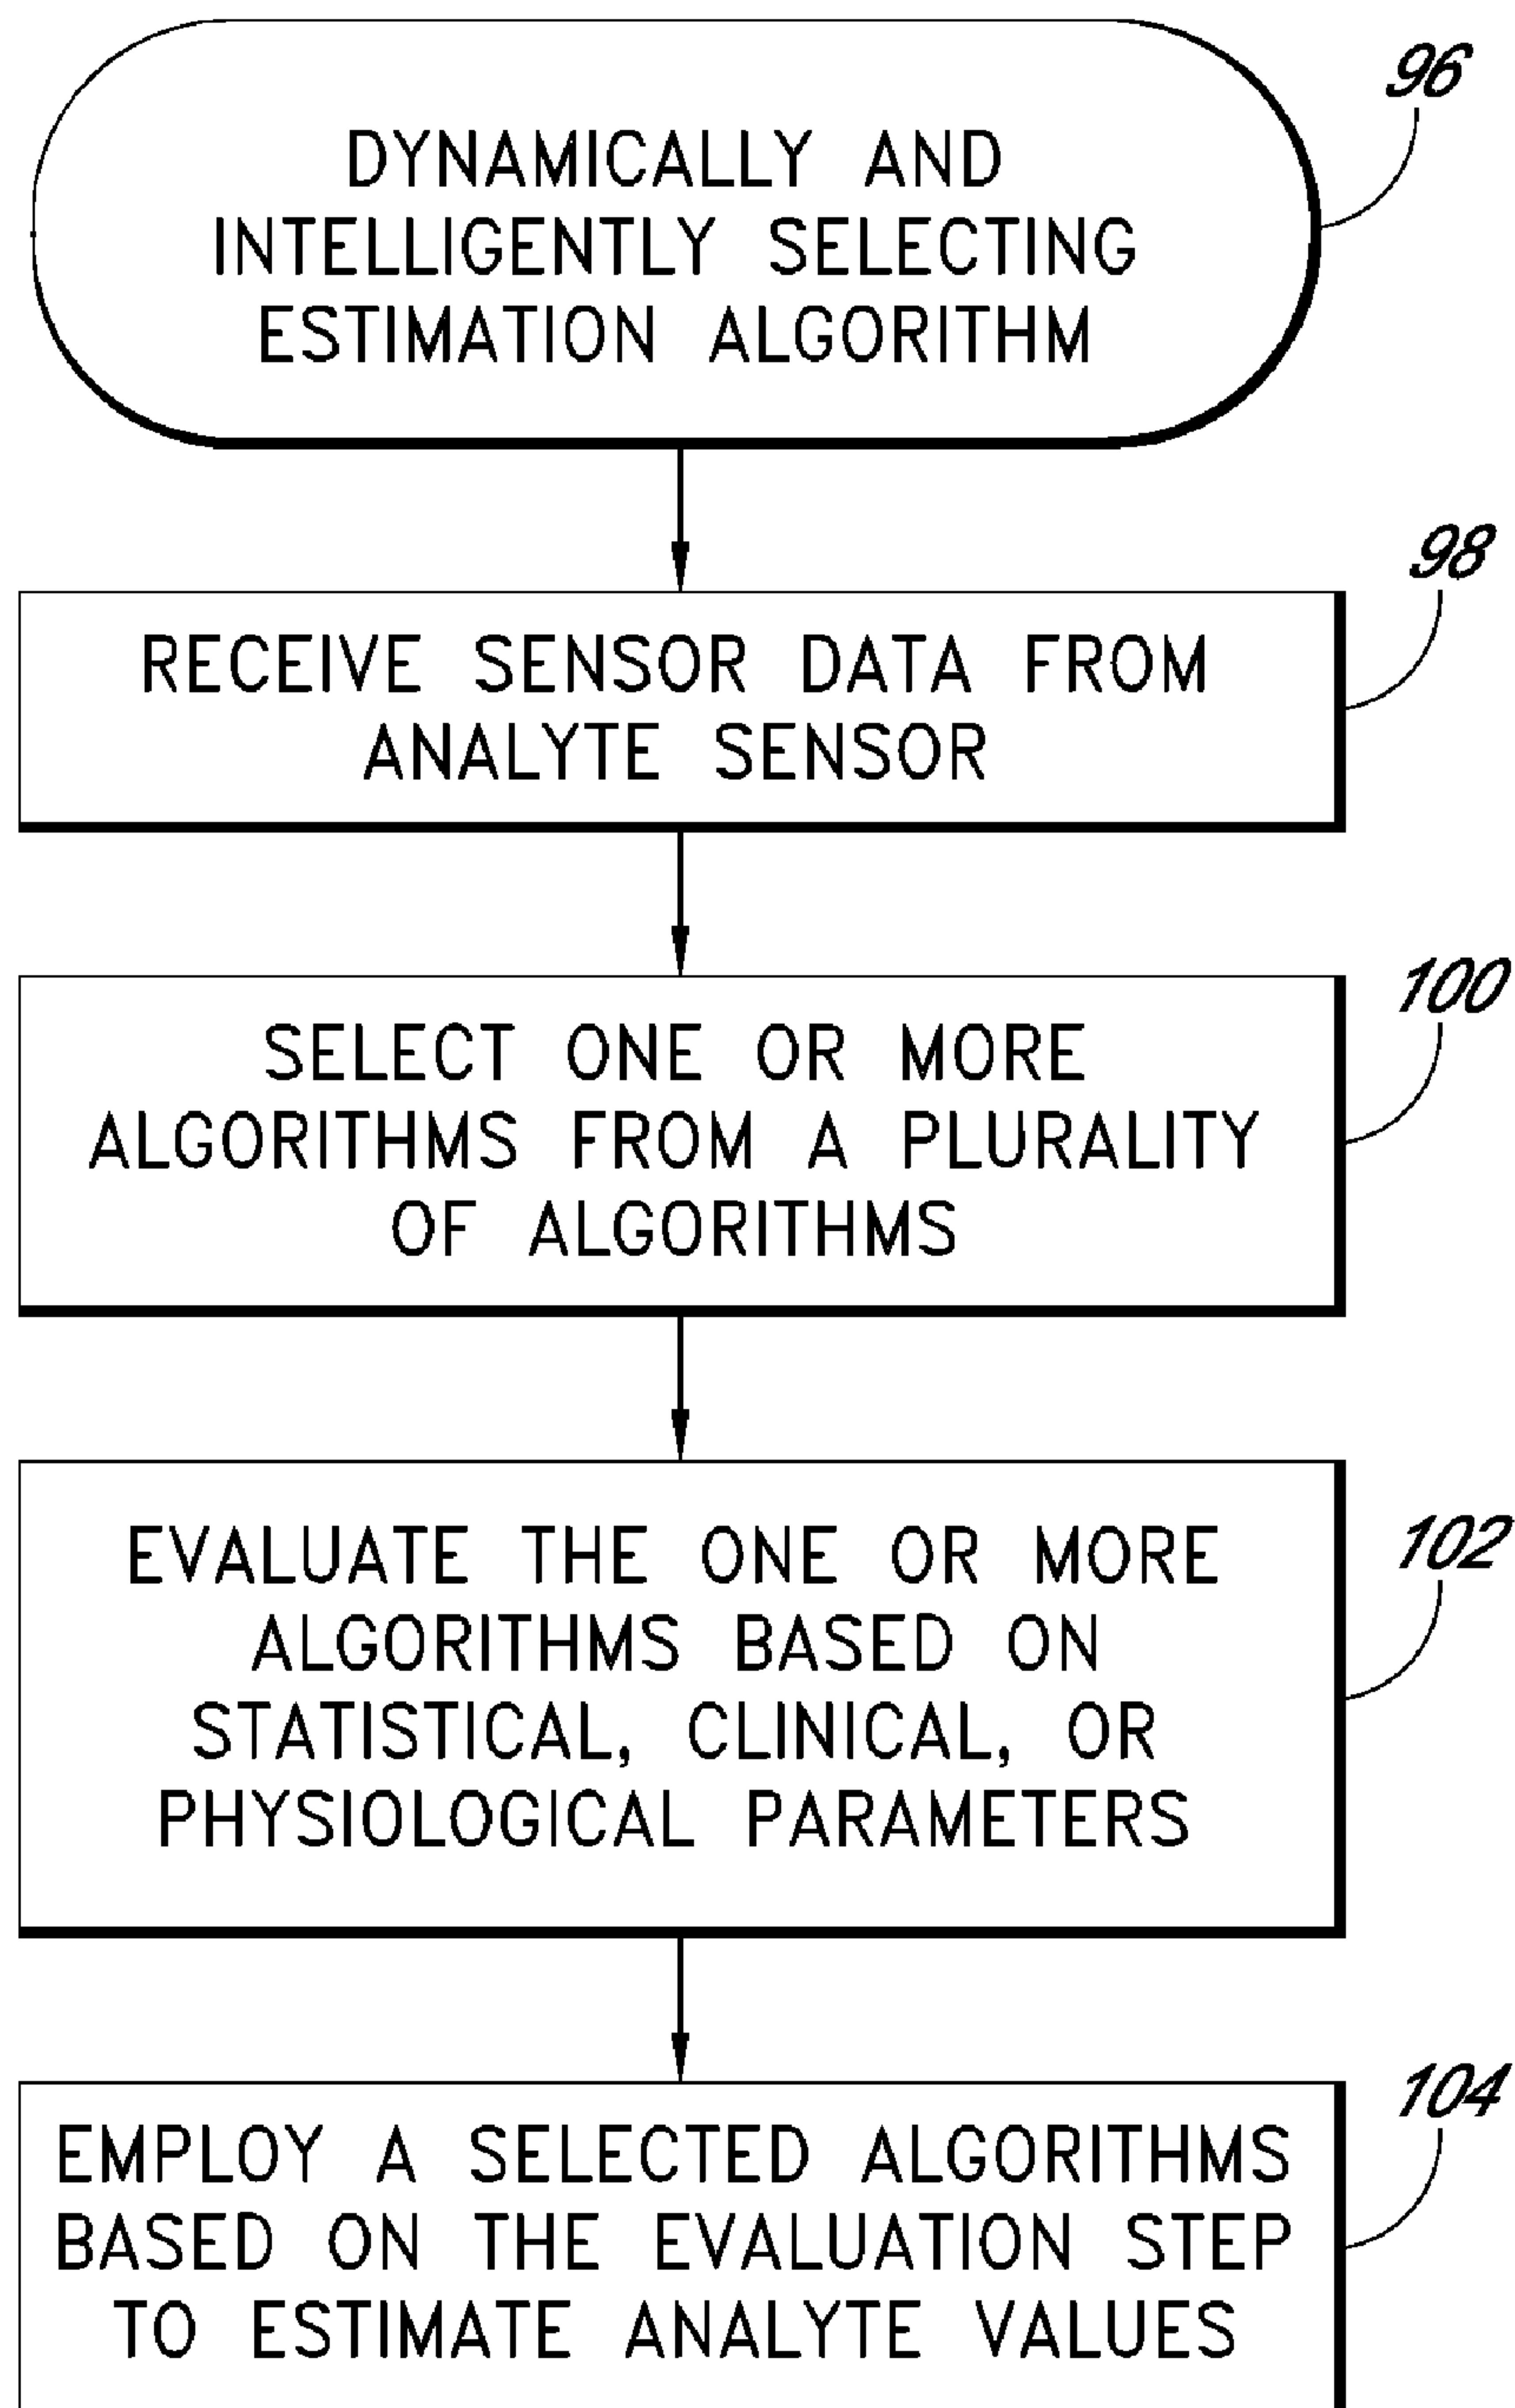 96
DYNAMICALLY AND
INTELLIGENTLY SELECTING
ESTIMATION ALGORITHM
98
RECEIVE SENSOR DATA FROM
ANALYTE SENSOR
100
SELECT ONE OR MORE
ALGORITHMS FROM A PLURALITY
OF ALGORITHMS
102
EVALUATE THE ONE OR MORE
ALGORITHMS BASED ON
STATISTICAL, CLINICAL, OR
PHYSIOLOGICAL PARAMETERS
104
EMPLOY A SELECTED ALGORITHMS
BASED ON THE EVALUATION STEP
TO ESTIMATE ANALYTE VALUES